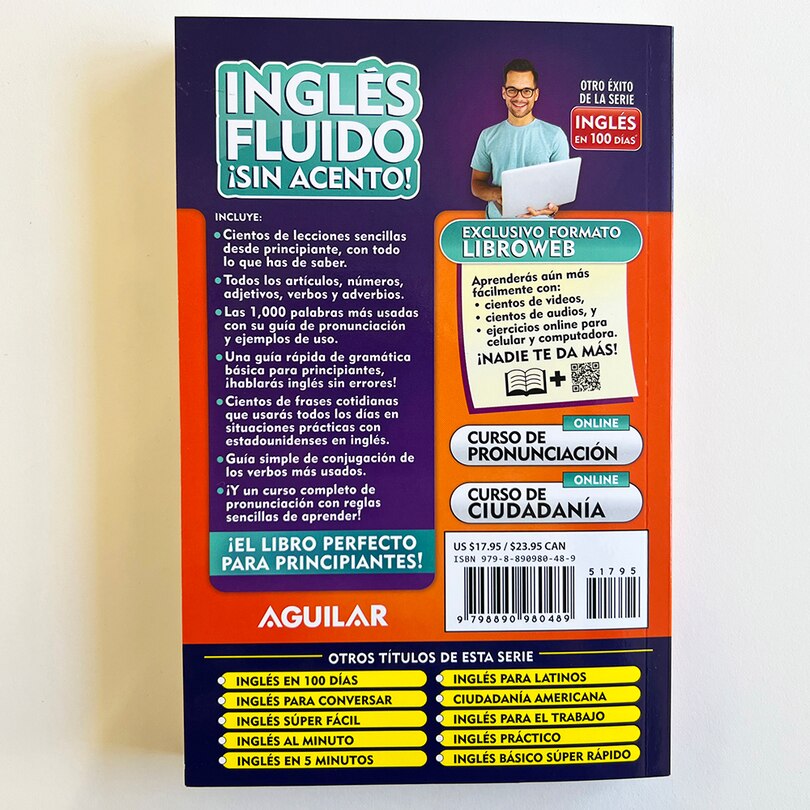 INGLÉS
FLUIDO
¡SIN ACENTO!
OTRO ÉXITO
DE LA SERIE
INGLÉS
EN 100 DÍAS
INCLUYE:
• Cientos de lecciones sencillas
desde principiante, con todo
lo que has de saber.
• Todos los artículos, números,
adjetivos, verbos y adverbios.
• Las 1,000 palabras más usadas
con su guía de pronunciación
y ejemplos de uso.
• Una guía rápida de gramática
básica para principiantes,
¡hablarás inglés sin errores!
• Cientos de frases cotidianas
que usarás todos los días en
situaciones prácticas con
estadounidenses en inglés.
• Guía simple de conjugación de
los verbos más usados.
• ¡Y un curso completo de
pronunciación con reglas
sencillas de aprender!
¡EL LIBRO PERFECTO
PARA PRINCIPIANTES!
AGUILAR
EXCLUSIVO FORMATO
LIBROWEB
Aprenderás aún más
fácilmente con:
• cientos de videos,
• cientos de audios, y
• ejercicios online para
celular y computadora.
¡NADIE TE DA MÁS!
+
ONLINE
CURSO DE
PRONUNCIACIÓN
ONLINE
CURSO DE
CIUDADANÍA
US $17.95 / $23.95 CAN
ISBN 979-8-890980-48-9
51795
9 798890 980489
OTROS TÍTULOS DE ESTA SERIE
INGLÉS EN 100 DÍAS
INGLÉS PARA CONVERSAR
INGLÉS SÚPER FÁCIL
INGLÉS AL MINUTO
INGLÉS EN 5 MINUTOS
INGLÉS PARA LATINOS
CIUDADANÍA AMERICANA
INGLÉS PARA EL TRABAJO
INGLÉS PRÁCTICO
INGLÉS BÁSICO SÚPER RÁPIDO